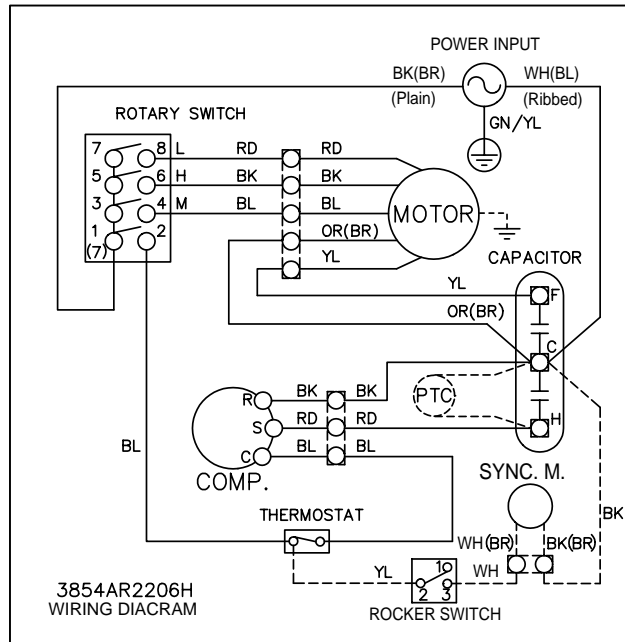 POWER INPUT
BK(BR)
WH(BL)
(Plain)
(Ribbed)
GN/YL
ROTARY SWITCH
7
8
L
RD
RD
5
6
H
BK
BK
3
4
M
BL
BL
MOTOR
1
2
(7)
OR(BR)
YL
CAPACITOR
YL
F
OR(BR)
C
R
BK
BK
PTC
S
RD
RD
H
C
BL
BL
BL
COMP.
SYNC. M.
THERMOSTAT
BK
WH(BR)
BK(BR)
YL
1
2
3
WH
ROCKER SWITCH
3854AR2206H
WIRING DIACRAM